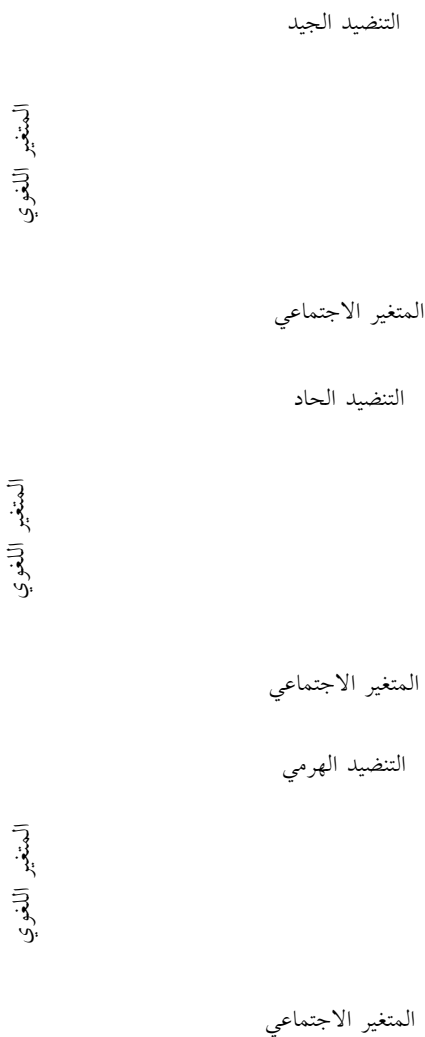 التنضيد الجيد
المتغير اللغوي
المتغير الاجتماعي
التنضيد الحاد
المتغير اللغوي
المتغير الاجتماعي
التنضيد الهرمي
المتغير اللغوي
المتغير الاجتماعي